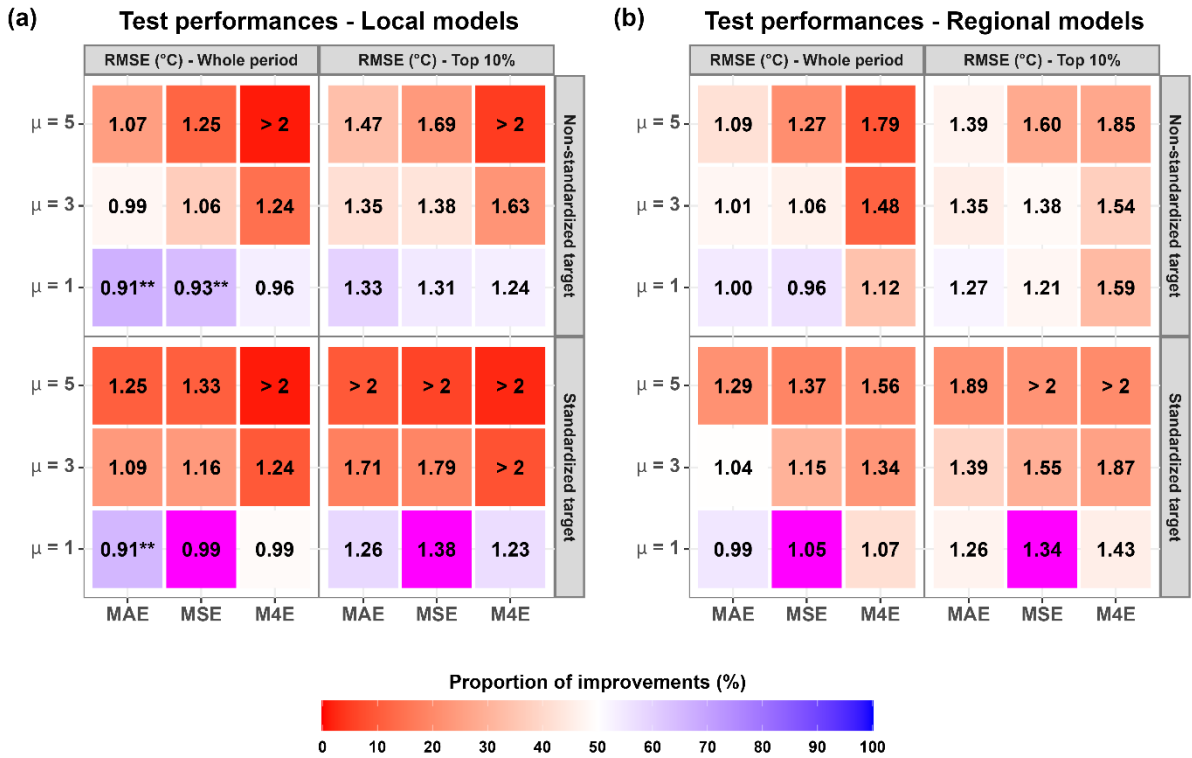 (a) Test performances - Local models
RMSE (°C) - Whole period RMSE (°C) - Top 10%
μ = 5 1.07 1.25 > 2 1.47 1.69 > 2
μ = 3 0.99 1.06 1.24 1.35 1.38 1.63
μ = 1 0.91** 0.93** 0.96 1.33 1.31 1.24
Non-standardized target
μ = 5 1.25 1.33 > 2 > 2 > 2 > 2
μ = 3 1.09 1.16 1.24 1.71 1.79 > 2
μ = 1 0.91** 0.99 0.99 1.26 1.38 1.23
Standardized target
MAE MSE M4E MAE MSE M4E
(b) Test performances - Regional models
RMSE (°C) - Whole period RMSE (°C) - Top 10%
μ = 5 1.09 1.27 1.79 1.39 1.60 1.85
μ = 3 1.01 1.06 1.48 1.35 1.38 1.54
μ = 1 1.00 0.96 1.12 1.27 1.21 1.59
Non-standardized target
μ = 5 1.29 1.37 1.56 1.89 > 2 > 2
μ = 3 1.04 1.15 1.34 1.39 1.55 1.87
μ = 1 0.99 1.05 1.07 1.26 1.34 1.43
Standardized target
MAE MSE M4E MAE MSE M4E
Proportion of improvements (%)
0 10 20 30 40 50 60 70 80 90 100